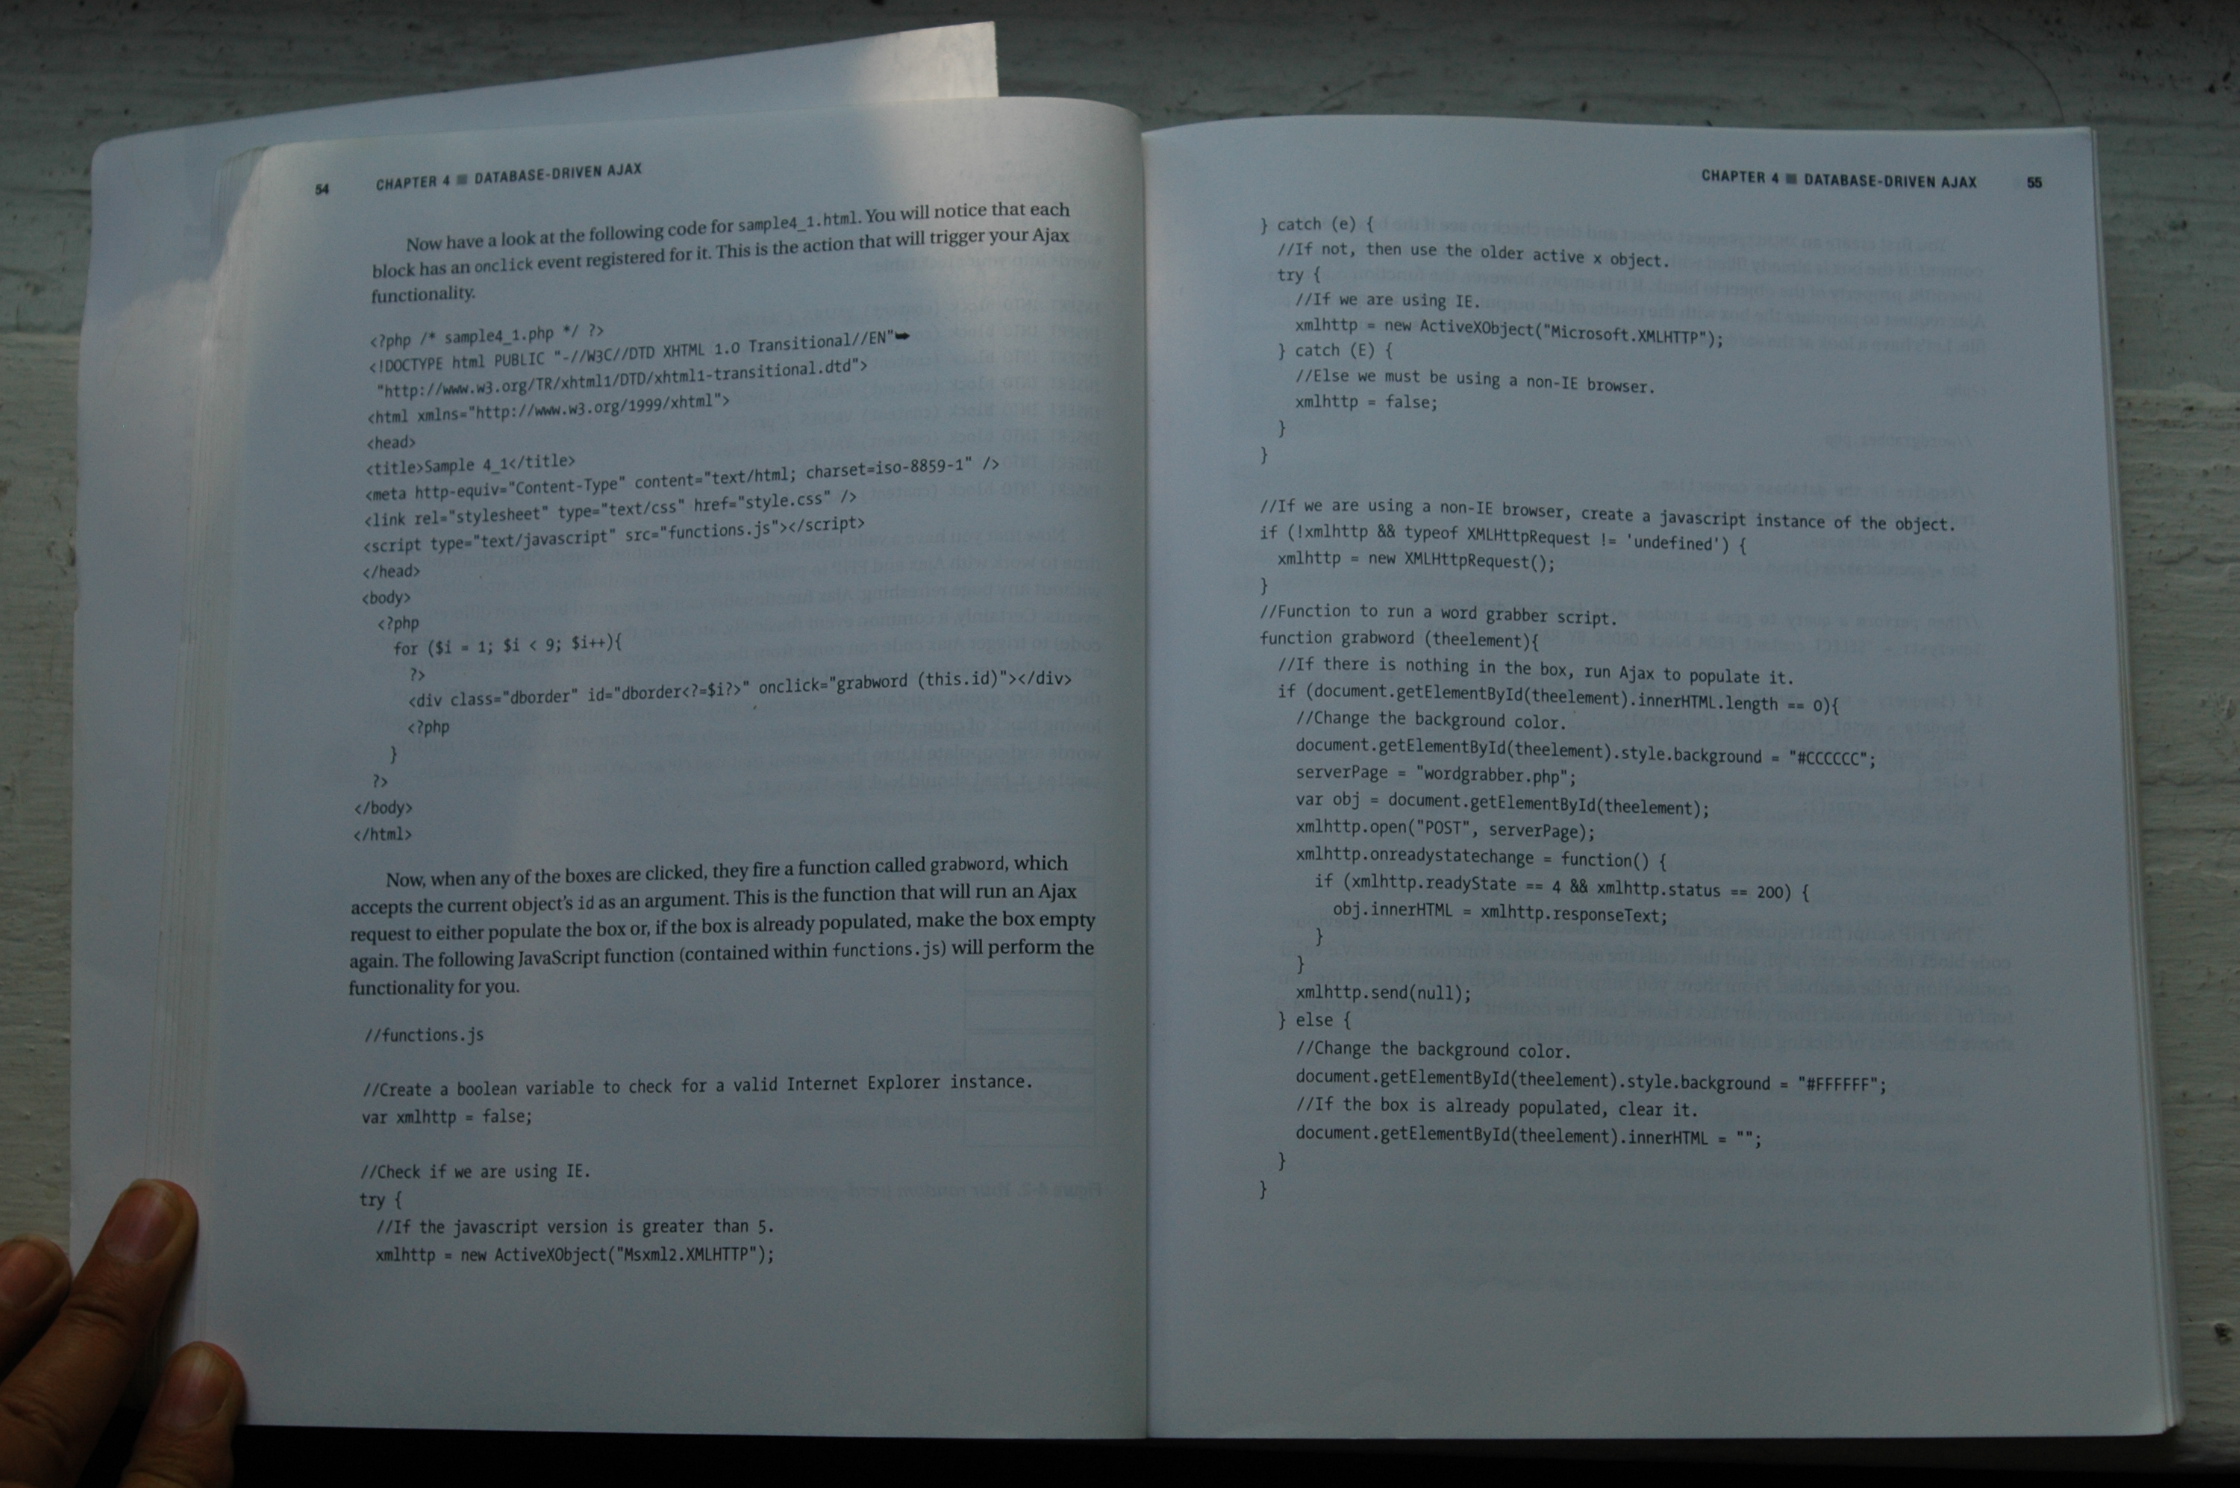 54 CHAPTER 4 ■ DATABASE-DRIVEN AJAX
Now have a look at the following code for sample4_1.html. You will notice that each
block has an onclick event registered for it. This is the action that will trigger your Ajax
functionality.
<?php /* sample4_1.php */ ?>
<!DOCTYPE html PUBLIC "-//W3C//DTD XHTML 1.0 Transitional//EN"➥
"http://www.w3.org/TR/xhtml1/DTD/xhtml1-transitional.dtd">
<html xmlns="http://www.w3.org/1999/xhtml">
<head>
<title>Sample 4_1</title>
<meta http-equiv="Content-Type" content="text/html; charset=iso-8859-1" />
<link rel="stylesheet" type="text/css" href="style.css" />
<script type="text/javascript" src="functions.js"></script>
</head>
<body>
<?php
for ($i = 1; $i < 9; $i++){
?>
<div class="dborder" id="dborder<?=$i?>" onclick="grabword (this.id)"></div>
<?php
}
?>
</body>
</html>
Now, when any of the boxes are clicked, they fire a function called grabword, which
accepts the current object's id as an argument. This is the function that will run an Ajax
request to either populate the box or, if the box is already populated, make the box empty
again. The following JavaScript function (contained within functions.js) will perform the
functionality for you.
//functions.js
//Create a boolean variable to check for a valid Internet Explorer instance.
var xmlhttp = false;
//Check if we are using IE.
try {
//If the javascript version is greater than 5.
xmlhttp = new ActiveXObject("Msxml2.XMLHTTP");
CHAPTER 4 ■ DATABASE-DRIVEN AJAX 55
} catch (e) {
//If not, then use the older active x object.
try {
//If we are using IE.
xmlhttp = new ActiveXObject("Microsoft.XMLHTTP");
} catch (E) {
//Else we must be using a non-IE browser.
xmlhttp = false;
}
}
//If we are using a non-IE browser, create a javascript instance of the object.
if (!xmlhttp && typeof XMLHttpRequest != 'undefined') {
xmlhttp = new XMLHttpRequest();
}
//Function to run a word grabber script.
function grabword (theelement){
//If there is nothing in the box, run Ajax to populate it.
if (document.getElementById(theelement).innerHTML.length == 0){
//Change the background color.
document.getElementById(theelement).style.background = "#CCCCCC";
serverPage = "wordgrabber.php";
var obj = document.getElementById(theelement);
xmlhttp.open("POST", serverPage);
xmlhttp.onreadystatechange = function() {
if (xmlhttp.readyState == 4 && xmlhttp.status == 200) {
obj.innerHTML = xmlhttp.responseText;
}
}
xmlhttp.send(null);
} else {
//Change the background color.
document.getElementById(theelement).style.background = "#FFFFFF";
//If the box is already populated, clear it.
document.getElementById(theelement).innerHTML = "";
}
}